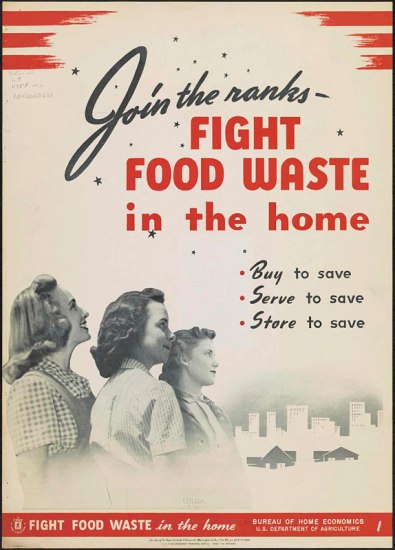 Join the ranks–
FIGHT
FOOD WASTE
in the home
• Buy to save
• Serve to save
• Store to save
FIGHT FOOD WASTE in the home
BUREAU OF HOME ECONOMICS
U. S. DEPARTMENT OF AGRICULTURE
1